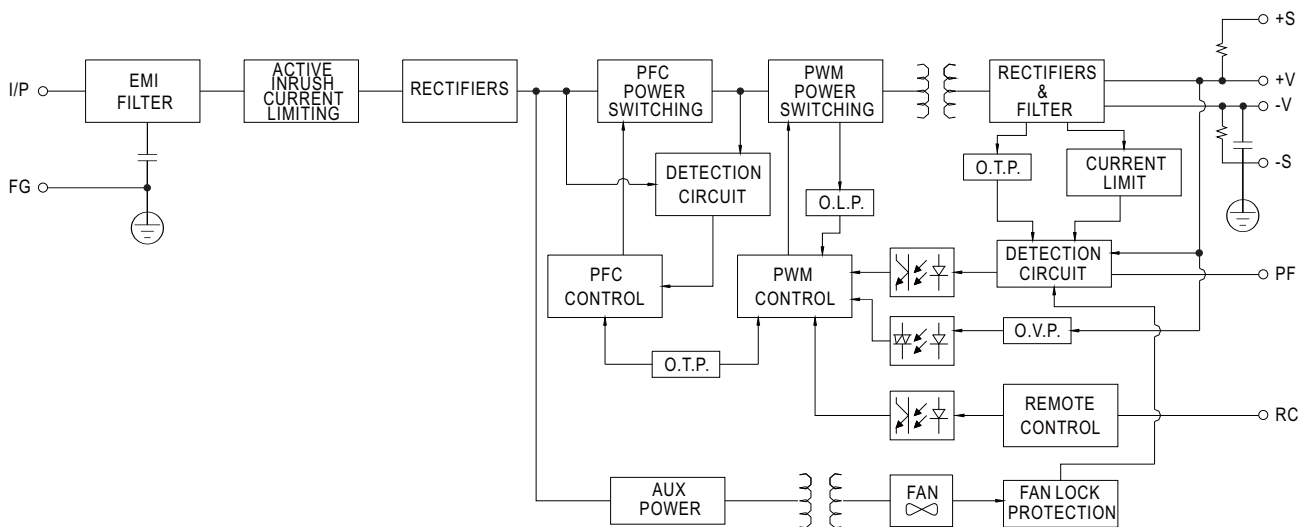 +S
I/P
EMI
FILTER
ACTIVE
INRUSH
CURRENT
LIMITING
RECTIFIERS
PFC
POWER
SWITCHING
PWM
POWER
SWITCHING
RECTIFIERS
&
FILTER
+V
-V
-S
FG
DETECTION
CIRCUIT
O.L.P.
O.T.P.
CURRENT
LIMIT
PFC
CONTROL
PWM
CONTROL
DETECTION
CIRCUIT
PF
O.T.P.
O.V.P.
REMOTE
CONTROL
RC
AUX
POWER
FAN
FAN LOCK
PROTECTION